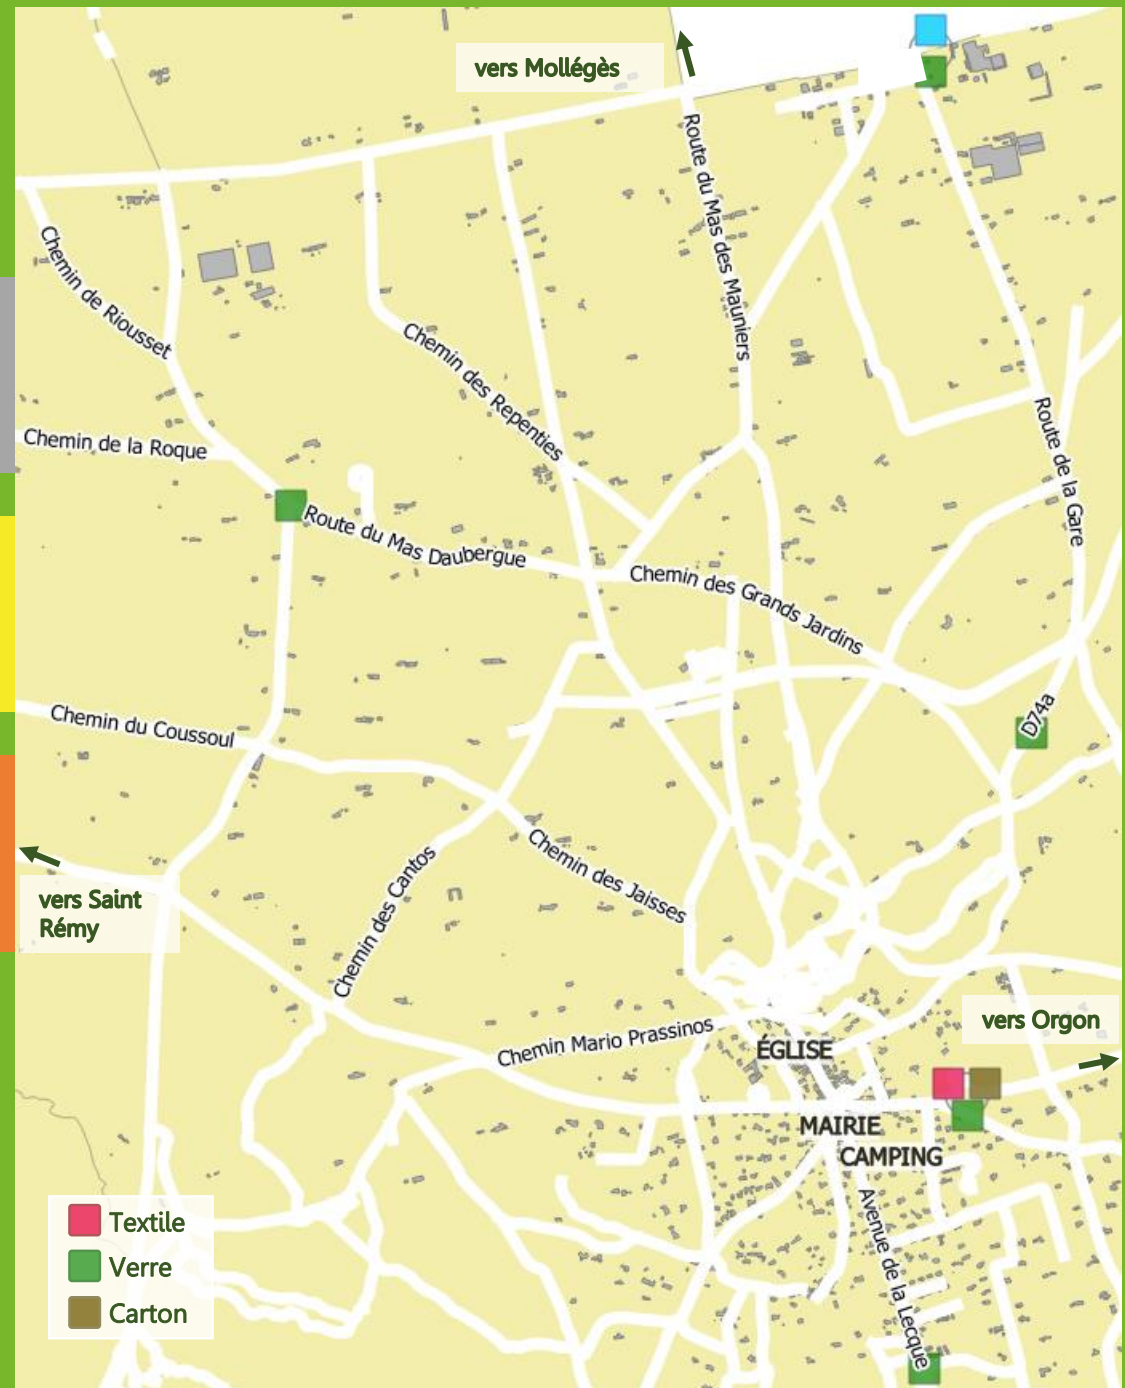 vers Mollégès
Route du Mas des Mauniers
Chemin de Riousset
Chemin des Repenties
Route de la Gare
Chemin de la Roque
Route du Mas Daubergue
Chemin des Grands Jardins
D74a
Chemin du Coussoul
Chemin des Jaisses
Chemin des Cantos
vers Saint
Rémy
vers Orgon
Chemin Mario Prassinos
ÉGLISE
MAIRIE
CAMPING
Avenue de la Lecque
Textile
Verre
Carton